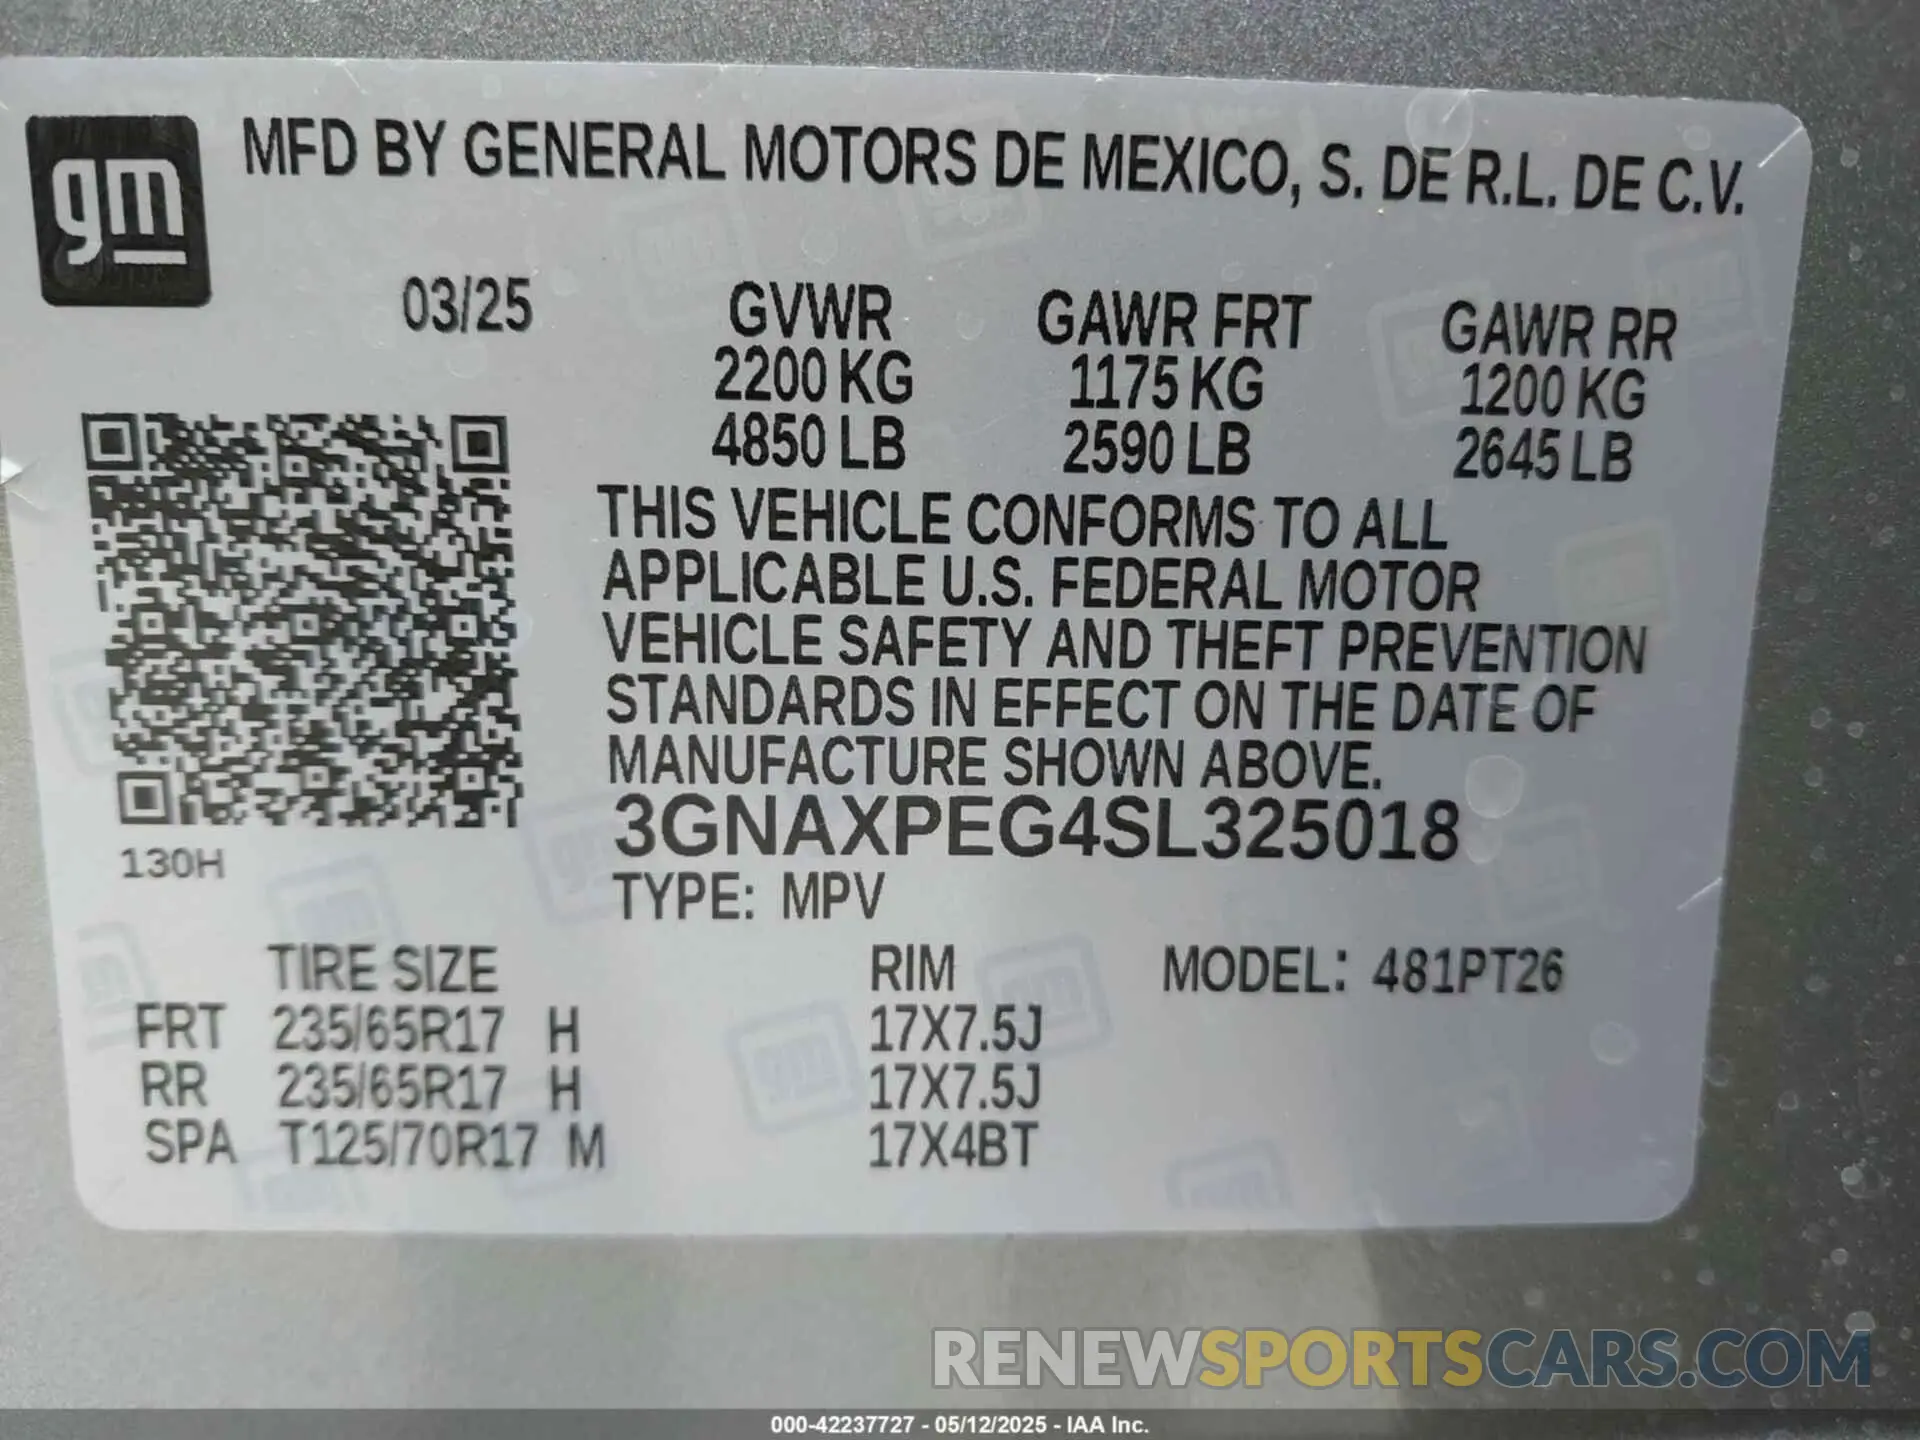 gm
MFD BY GENERAL MOTORS DE MEXICO, S. DE R.L. DE C.V.
03/25
GVWR GAWR FRT GAWR RR
2200 KG 1175 KG 1200 KG
4850 LB 2590 LB 2645 LB
THIS VEHICLE CONFORMS TO ALL
APPLICABLE U.S. FEDERAL MOTOR
VEHICLE SAFETY AND THEFT PREVENTION
STANDARDS IN EFFECT ON THE DATE OF
MANUFACTURE SHOWN ABOVE.
3GNAXPEG4SL325018
130H
TYPE: MPV
TIRE SIZE RIM MODEL: 481PT26
FRT 235/65R17 H 17X7.5J
RR 235/65R17 H 17X7.5J
SPA T125/70R17 M 17X4BT
RENEWSPORTSCARS.COM
000-42237727 - 05/12/2025 - IAA Inc.